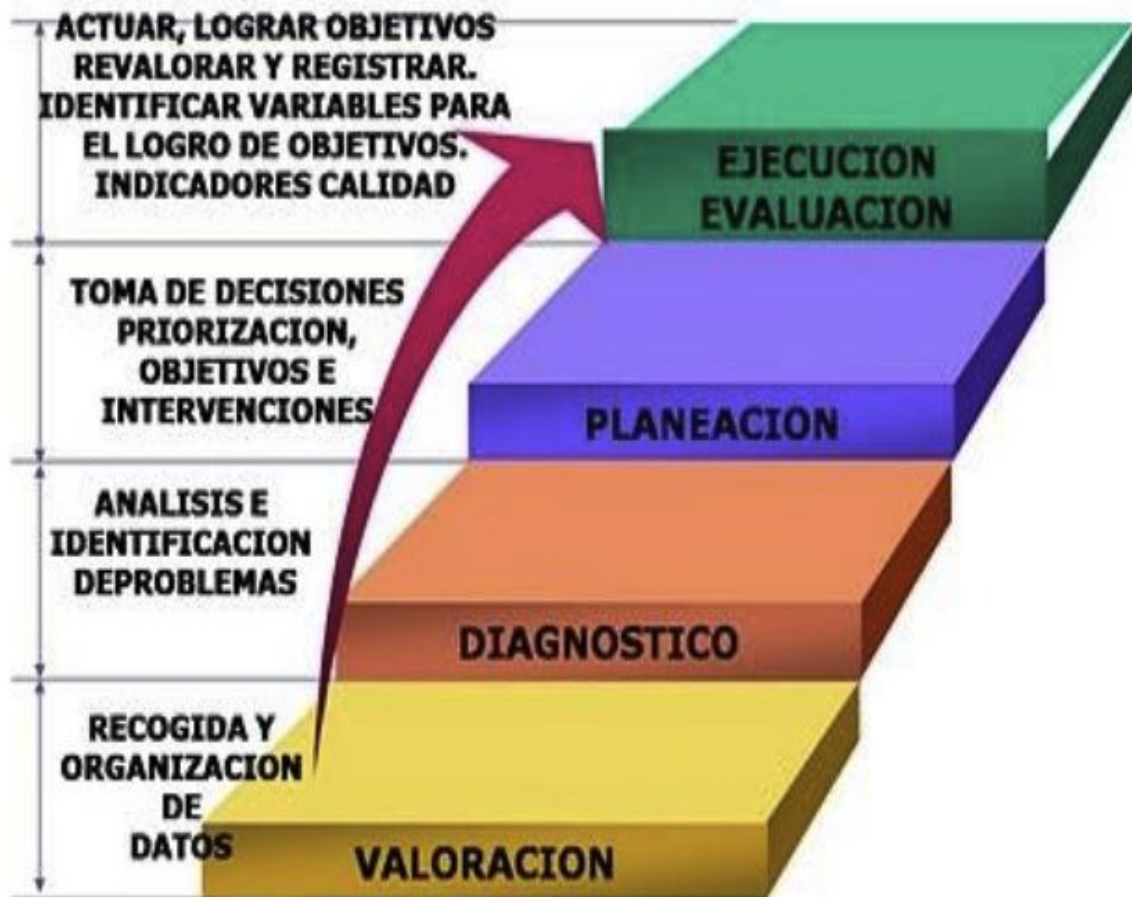 ACTUAR, LOGRAR OBJETIVOS
REVALORAR Y REGISTRAR.
IDENTIFICAR VARIABLES PARA
EL LOGRO DE OBJETIVOS.
INDICADORES CALIDAD
EJECUCION
EVALUACION
TOMA DE DECISIONES
PRIORIZACION,
OBJETIVOS E
INTERVENCIONES
PLANEACION
ANALISIS E
IDENTIFICACION
DEPROBLEMAS
DIAGNOSTICO
RECOGIDA Y
ORGANIZACION
DE
DATOS
VALORACION